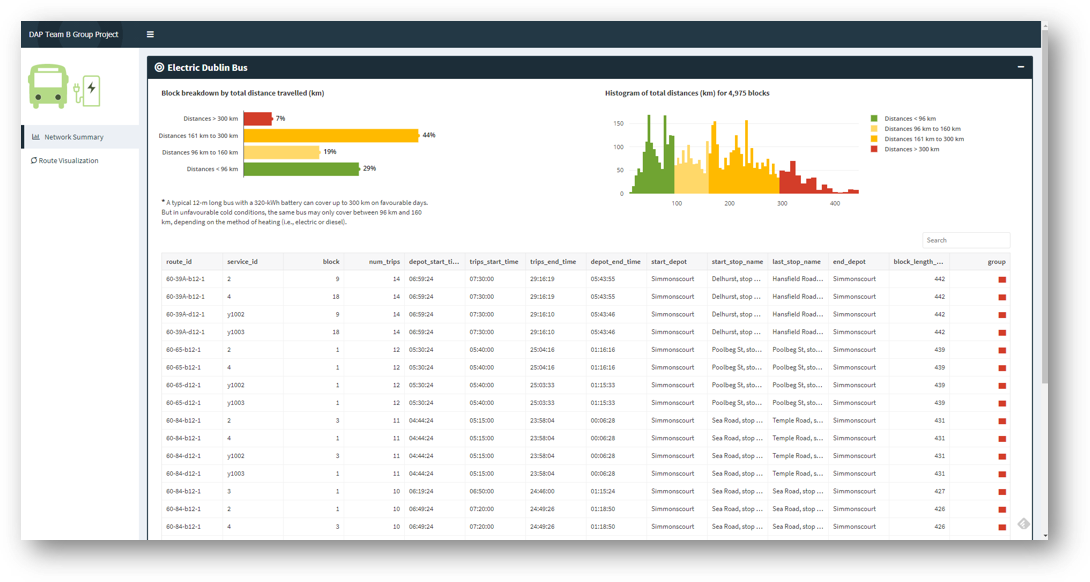 DAP Team B Group Project
Network Summary
Route Visualization
Electric Dublin Bus
Block breakdown by total distance travelled (km)
Distances > 300 km 7%
Distances 161 km to 300 km 44%
Distances 96 km to 160 km 19%
Distances < 96 km 29%
* A typical 12-m long bus with a 320-kWh battery can cover up to 300 km on favourable days.
But in unfavourable cold conditions, the same bus may only cover between 96 km and 160
km, depending on the method of heating (i.e., electric or diesel).
Histogram of total distances (km) for 4,975 blocks
150
100
50
0
100 200 300 400
Distances < 96 km
Distances 96 km to 160 km
Distances 161 km to 300 km
Distances > 300 km
Search
route_id service_id block num_trips depot_start_ti... trips_start_time trips_end_time depot_end_time start_depot start_stop_name last_stop_name end_depot block_length_... group
60-39A-b12-1 2 9 14 06:59:24 07:30:00 29:16:19 05:43:55 Simmonscourt Delhurst, stop ... Hansfield Road... Simmonscourt 442
60-39A-b12-1 4 18 14 06:59:24 07:30:00 29:16:19 05:43:55 Simmonscourt Delhurst, stop ... Hansfield Road... Simmonscourt 442
60-39A-d12-1 y1002 9 14 06:59:24 07:30:00 29:16:10 05:43:46 Simmonscourt Delhurst, stop ... Hansfield Road... Simmonscourt 442
60-39A-d12-1 y1003 18 14 06:59:24 07:30:00 29:16:10 05:43:46 Simmonscourt Delhurst, stop ... Hansfield Road... Simmonscourt 442
60-65-b12-1 2 1 12 05:30:24 05:40:00 25:04:16 01:16:16 Simmonscourt Poolbeg St, sto... Poolbeg St, sto... Simmonscourt 439
60-65-b12-1 4 1 12 05:30:24 05:40:00 25:04:16 01:16:16 Simmonscourt Poolbeg St, sto... Poolbeg St, sto... Simmonscourt 439
60-65-d12-1 y1002 1 12 05:30:24 05:40:00 25:03:33 01:15:33 Simmonscourt Poolbeg St, sto... Poolbeg St, sto... Simmonscourt 439
60-65-d12-1 y1003 1 12 05:30:24 05:40:00 25:03:33 01:15:33 Simmonscourt Poolbeg St, sto... Poolbeg St, sto... Simmonscourt 439
60-84-b12-1 2 3 11 04:44:24 05:15:00 23:58:04 00:06:28 Simmonscourt Sea Road, stop ... Temple Road, s... Simmonscourt 431
60-84-b12-1 4 1 11 04:44:24 05:15:00 23:58:04 00:06:28 Simmonscourt Sea Road, stop ... Temple Road, s... Simmonscourt 431
60-84-d12-1 y1002 3 11 04:44:24 05:15:00 23:58:04 00:06:28 Simmonscourt Sea Road, stop ... Temple Road, s... Simmonscourt 431
60-84-d12-1 y1003 1 11 04:44:24 05:15:00 23:58:04 00:06:28 Simmonscourt Sea Road, stop ... Temple Road, s... Simmonscourt 431
60-84-b12-1 3 1 10 06:19:24 06:50:00 24:46:00 01:15:24 Simmonscourt Sea Road, stop ... Sea Road, stop ... Simmonscourt 427
60-84-b12-1 2 1 10 06:49:24 07:20:00 24:49:26 01:18:50 Simmonscourt Sea Road, stop ... Sea Road, stop ... Simmonscourt 426
60-84-b12-1 4 3 10 06:49:24 07:20:00 24:49:26 01:18:50 Simmonscourt Sea Road, stop ... Sea Road, stop ... Simmonscourt 426